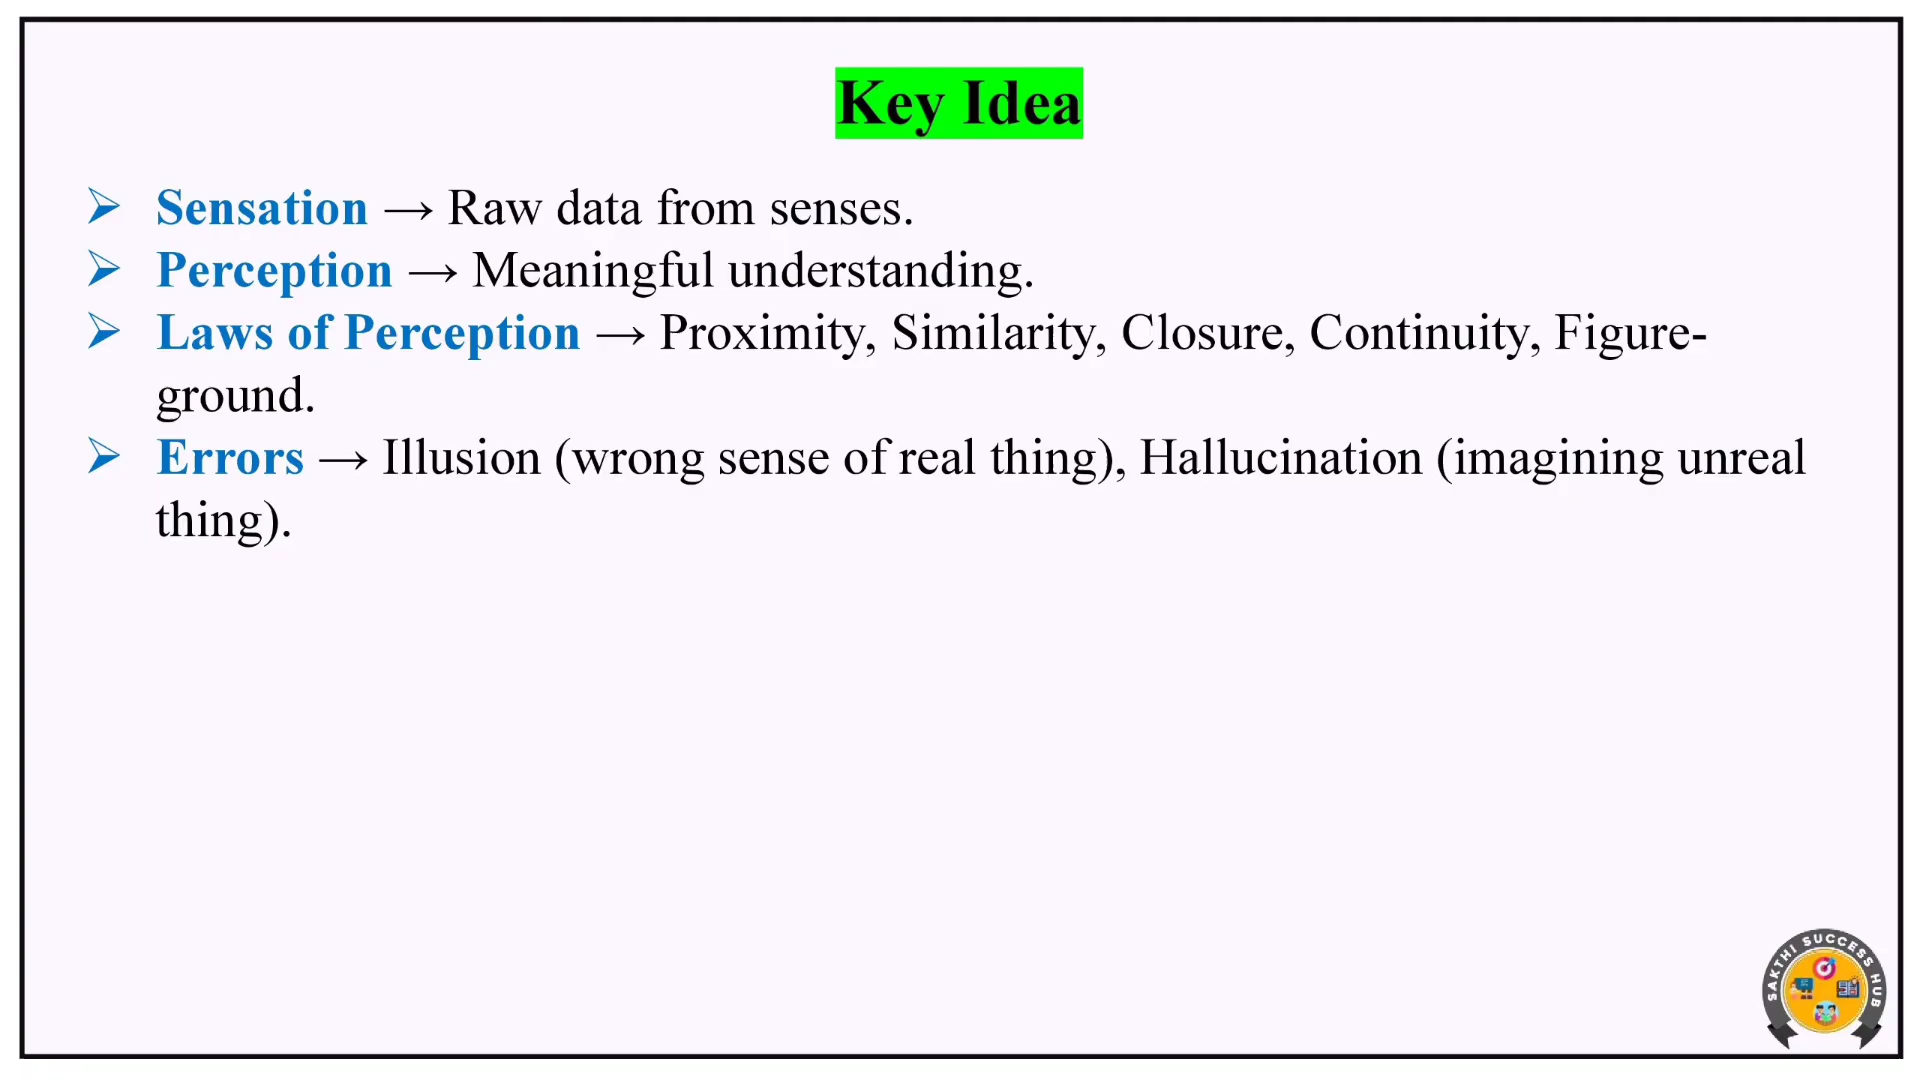 Key Idea
➢ Sensation → Raw data from senses.
➢ Perception → Meaningful understanding.
➢ Laws of Perception → Proximity, Similarity, Closure, Continuity, Figure-
ground.
➢ Errors → Illusion (wrong sense of real thing), Hallucination (imagining unreal
thing).
SAKTHI SUCCESS HUB